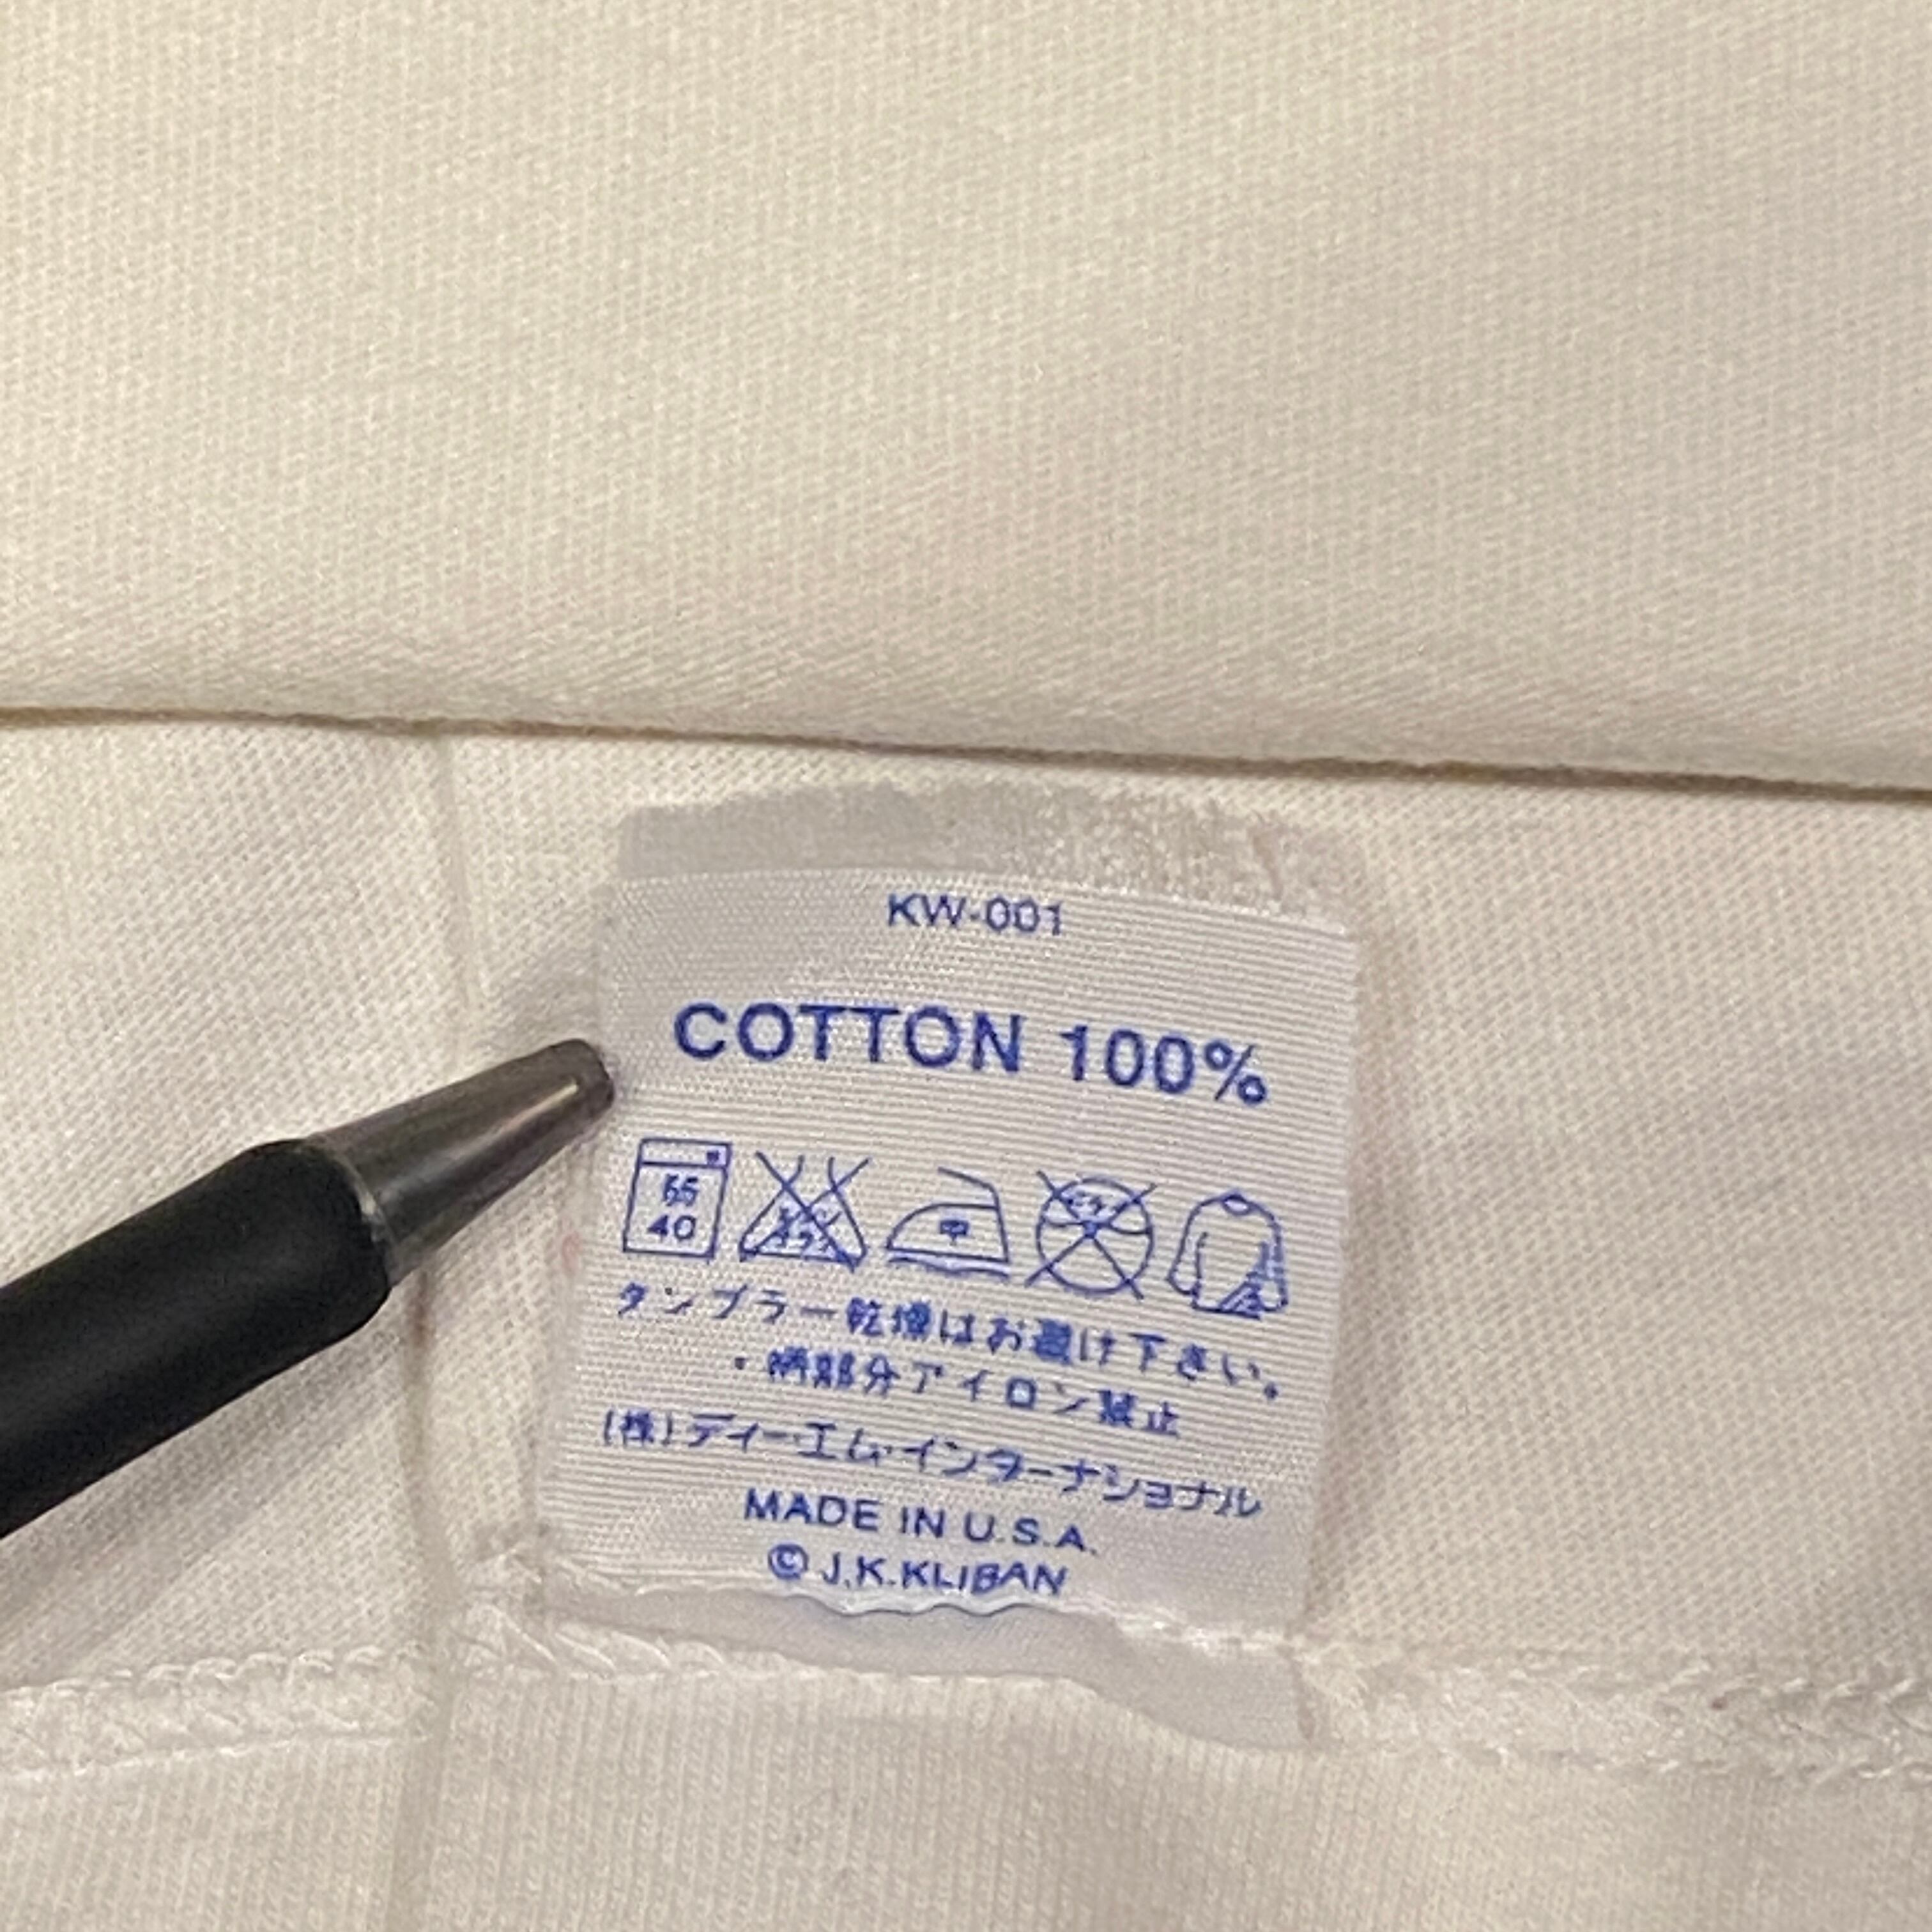 KW-001
COTTON 100%
40
中
タンブラー乾燥はお避け下さい。
・柄部分アイロン禁止
(株)ディー・エム・インターナショナル
MADE IN U.S.A.
© J.K.KLIBAN